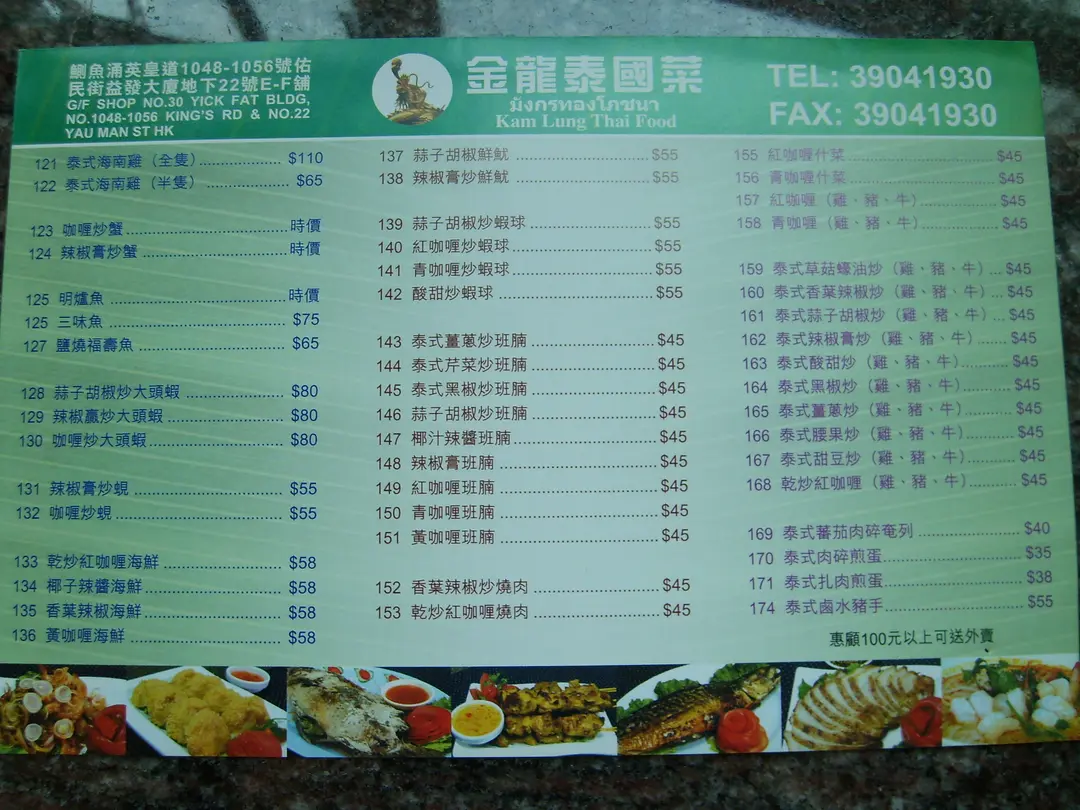 鰂魚涌英皇道1048-1056號佑
民街益發大廈地下22號E-F舖
G/F SHOP NO.30 YICK FAT BLDG,
NO.1048-1056 KING'S RD & NO.22
YAU MAN ST HK
金龍泰國菜
มังกรทองโภชนา
Kam Lung Thai Food
TEL: 39041930
FAX: 39041930
121 泰式海南雞（全隻） $110
122 泰式海南雞（半隻） $65
123 咖喱炒蟹 時價
124 辣椒膏炒蟹 時價
125 明爐魚 時價
125 三味魚 $75
127 鹽燒福壽魚 $65
128 蒜子胡椒炒大頭蝦 $80
129 辣椒贏炒大頭蝦 $80
130 咖喱炒大頭蝦 $80
131 辣椒膏炒蜆 $55
132 咖喱炒蜆 $55
133 乾炒紅咖喱海鮮 $58
134 椰子辣醬海鮮 $58
135 香葉辣椒海鮮 $58
136 黃咖喱海鮮 $58
137 蒜子胡椒鮮魷 $55
138 辣椒膏炒鮮魷 $55
139 蒜子胡椒炒蝦球 $55
140 紅咖喱炒蝦球 $55
141 青咖喱炒蝦球 $55
142 酸甜炒蝦球 $55
143 泰式薑蔥炒班腩 $45
144 泰式芹菜炒班腩 $45
145 泰式黑椒炒班腩 $45
146 蒜子胡椒炒班腩 $45
147 椰汁辣醬班腩 $45
148 辣椒膏班腩 $45
149 紅咖喱班腩 $45
150 青咖喱班腩 $45
151 黃咖喱班腩 $45
152 香葉辣椒炒燒肉 $45
153 乾炒紅咖喱燒肉 $45
155 紅咖喱什菜 $45
156 青咖喱什菜 $45
157 紅咖喱（雞、豬、牛） $45
158 青咖喱（雞、豬、牛） $45
159 泰式草菇蠔油炒（雞、豬、牛） $45
160 泰式香葉辣椒炒（雞、豬、牛） $45
161 泰式蒜子胡椒炒（雞、豬、牛） $45
162 泰式辣椒膏炒（雞、豬、牛） $45
163 泰式酸甜炒（雞、豬、牛） $45
164 泰式黑椒炒（雞、豬、牛） $45
165 泰式薑蔥炒（雞、豬、牛） $45
166 泰式腰果炒（雞、豬、牛） $45
167 泰式甜豆炒（雞、豬、牛） $45
168 乾炒紅咖喱（雞、豬、牛） $45
169 泰式蕃茄肉碎奄列 $40
170 泰式肉碎煎蛋 $35
171 泰式扎肉煎蛋 $38
174 泰式鹵水豬手 $55
惠顧100元以上可送外賣